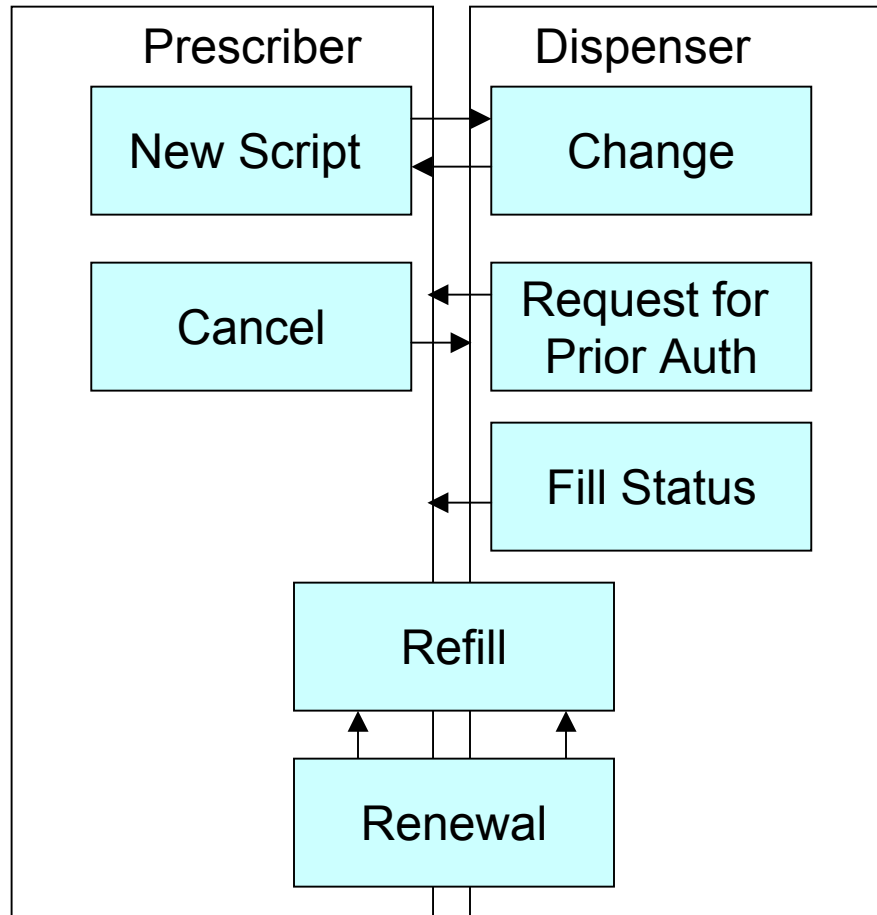 Prescriber
Dispenser
New Script
Change
Cancel
Request for
Prior Auth
Fill Status
Refill
Renewal